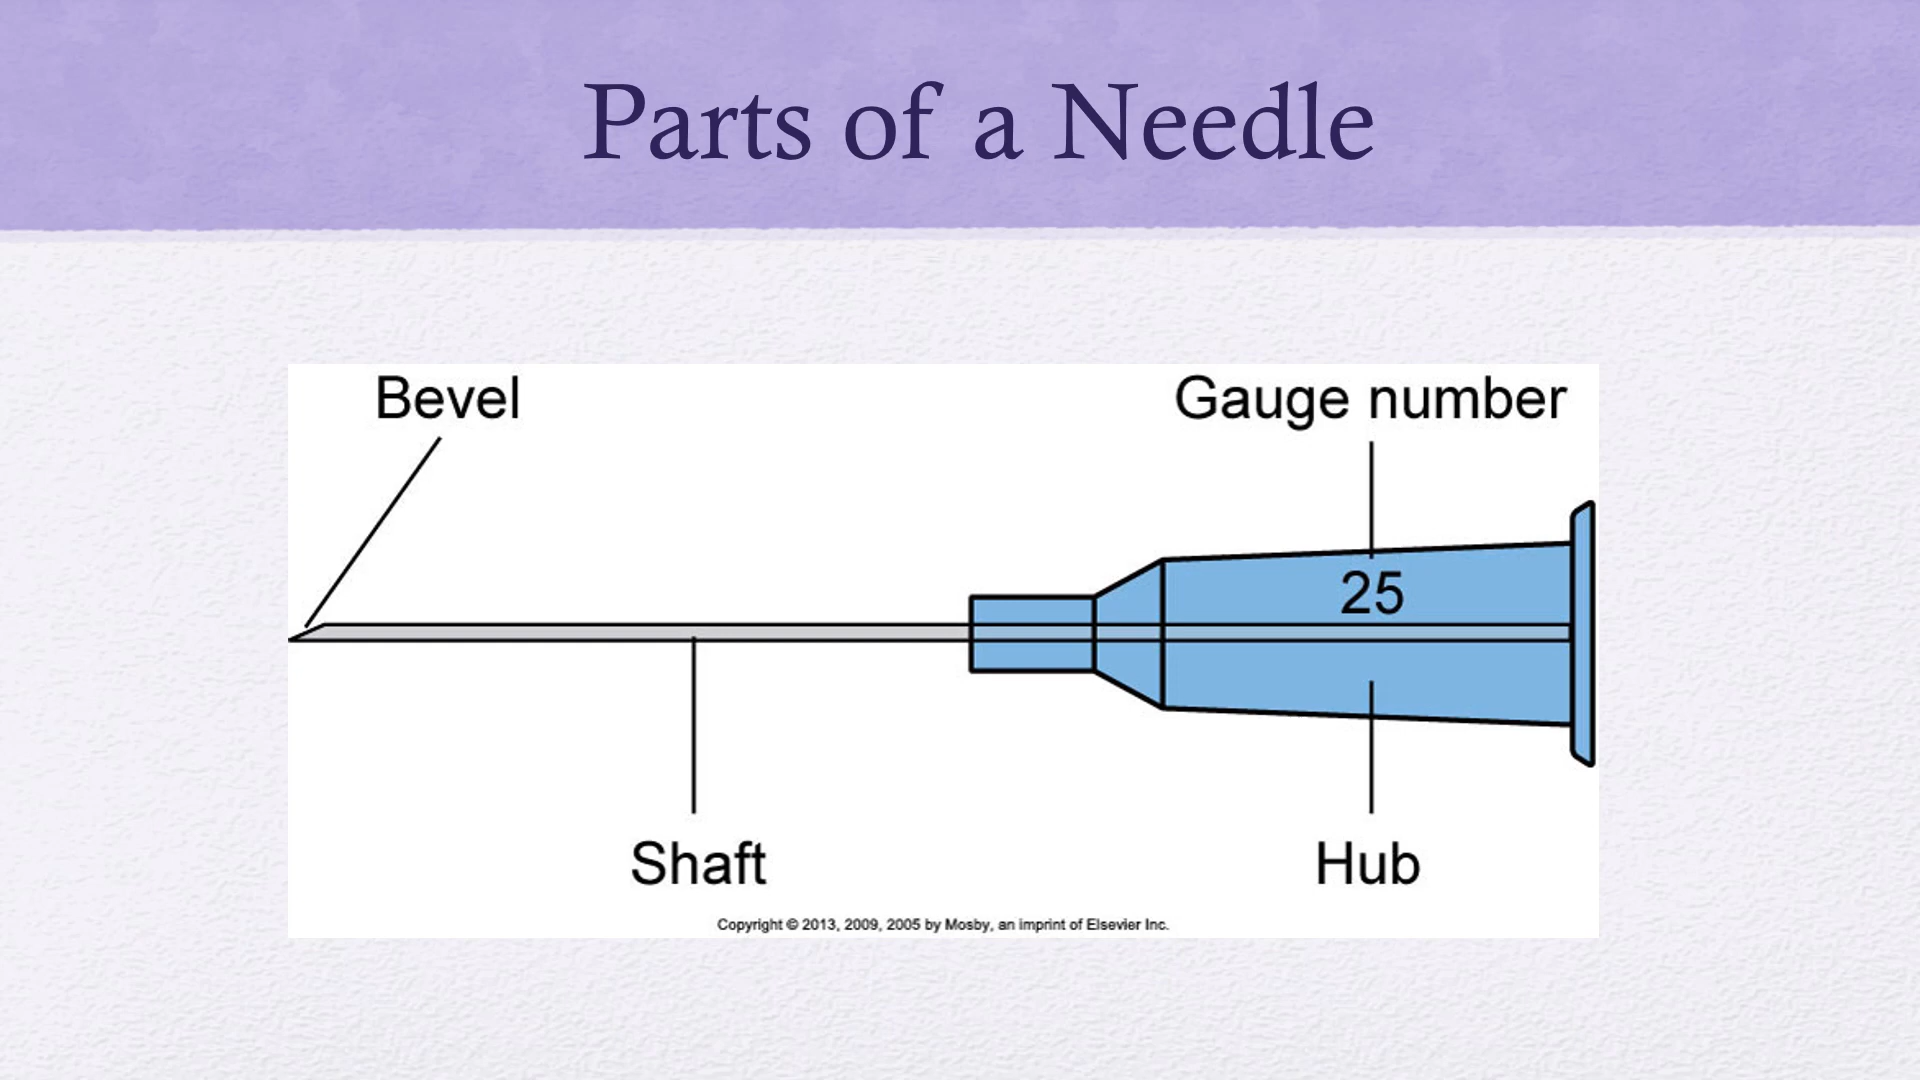 Parts of a Needle
Bevel
Gauge number
25
Shaft
Hub
Copyright © 2013, 2009, 2005 by Mosby, an imprint of Elsevier Inc.